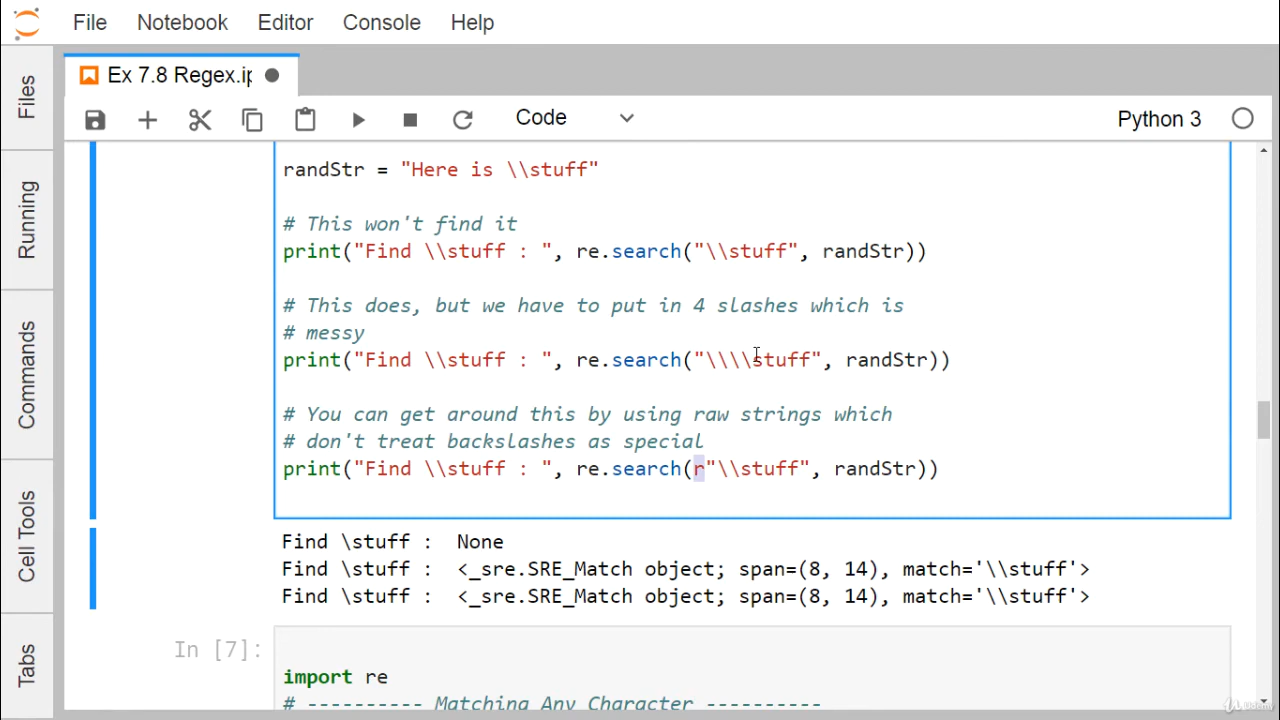 File Notebook Editor Console Help
Ex 7.8 Regex.ip
Code
Python 3
Files
Running
Commands
Cell Tools
Tabs
randStr = "Here is \\stuff"
# This won't find it
print("Find \\stuff : ", re.search("\\stuff", randStr))
# This does, but we have to put in 4 slashes which is
# messy
print("Find \\stuff : ", re.search("\\\\stuff", randStr))
# You can get around this by using raw strings which
# don't treat backslashes as special
print("Find \\stuff : ", re.search(r"\\stuff", randStr))
Find \stuff :  None
Find \stuff :  <_sre.SRE_Match object; span=(8, 14), match='\\stuff'>
Find \stuff :  <_sre.SRE_Match object; span=(8, 14), match='\\stuff'>
In [7]:
import re
# ---------- Matching Any Character ----------
Udemy